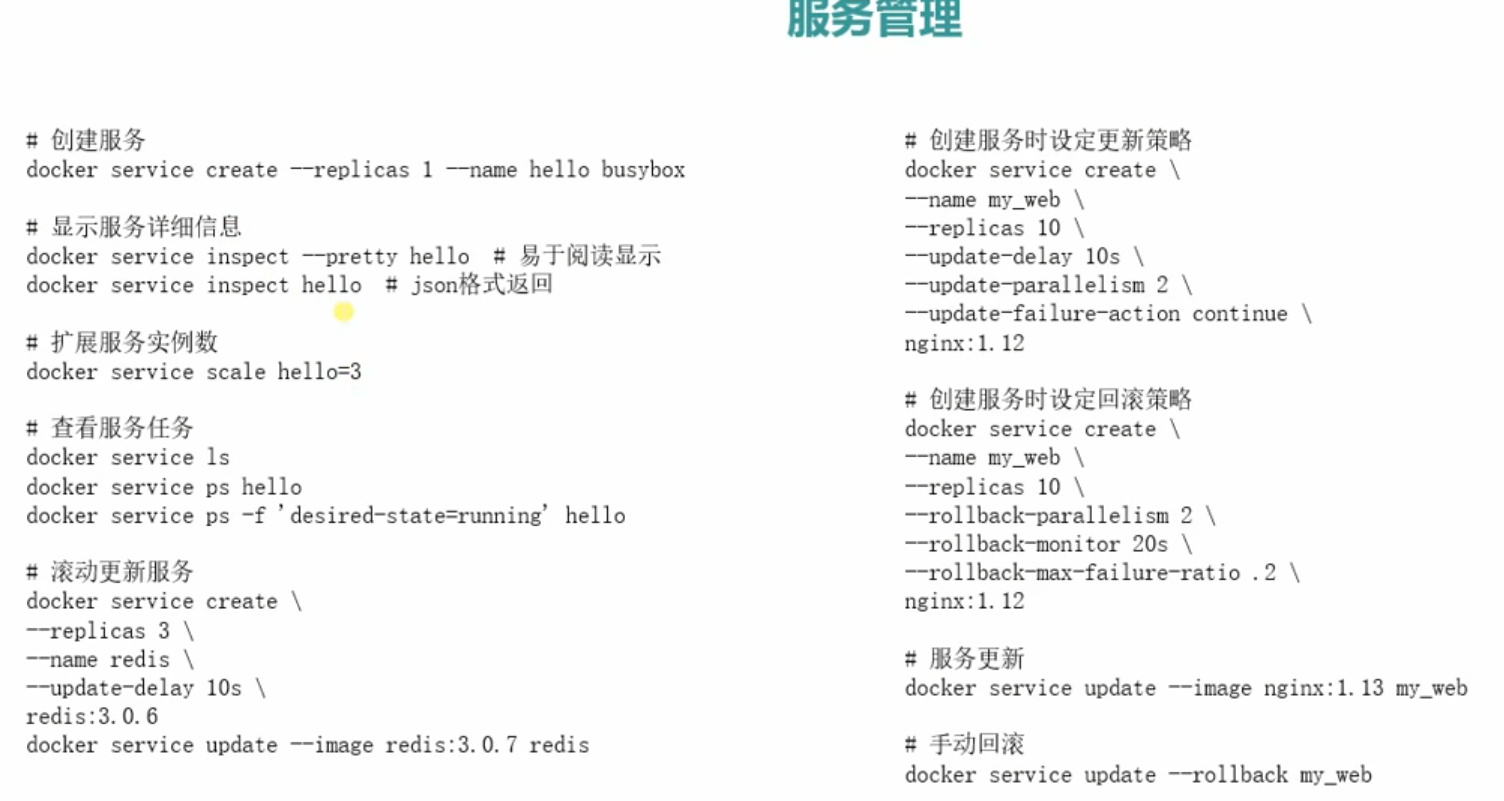 服务管理
# 创建服务
docker service create --replicas 1 --name hello busybox
# 显示服务详细信息
docker service inspect --pretty hello  # 易于阅读显示
docker service inspect hello  # json格式返回
# 扩展服务实例数
docker service scale hello=3
# 查看服务任务
docker service ls
docker service ps hello
docker service ps -f 'desired-state=running' hello
# 滚动更新服务
docker service create \
--replicas 3 \
--name redis \
--update-delay 10s \
redis:3.0.6
docker service update --image redis:3.0.7 redis
# 创建服务时设定更新策略
docker service create \
--name my_web \
--replicas 10 \
--update-delay 10s \
--update-parallelism 2 \
--update-failure-action continue \
nginx:1.12
# 创建服务时设定回滚策略
docker service create \
--name my_web \
--replicas 10 \
--rollback-parallelism 2 \
--rollback-monitor 20s \
--rollback-max-failure-ratio .2 \
nginx:1.12
# 服务更新
docker service update --image nginx:1.13 my_web
# 手动回滚
docker service update --rollback my_web